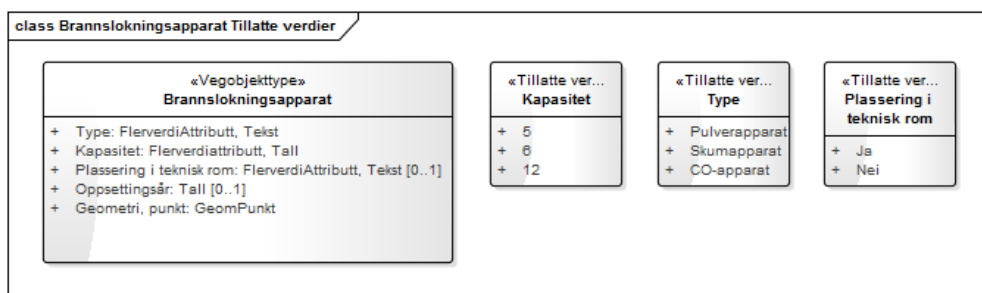 class Brannslokningsapparat Tillatte verdier
«Vegobjekttype»
Brannslokningsapparat
+ Type: FlerverdiAttributt, Tekst
+ Kapasitet: Flerverdiattributt, Tall
+ Plassering i teknisk rom: FlerverdiAttributt, Tekst [0..1]
+ Oppsettingsår: Tall [0..1]
+ Geometri, punkt: GeomPunkt
«Tillatte ver...
Kapasitet
+ 5
+ 6
+ 12
«Tillatte ver...
Type
+ Pulverapparat
+ Skumapparat
+ CO-apparat
«Tillatte ver...
Plassering i
teknisk rom
+ Ja
+ Nei